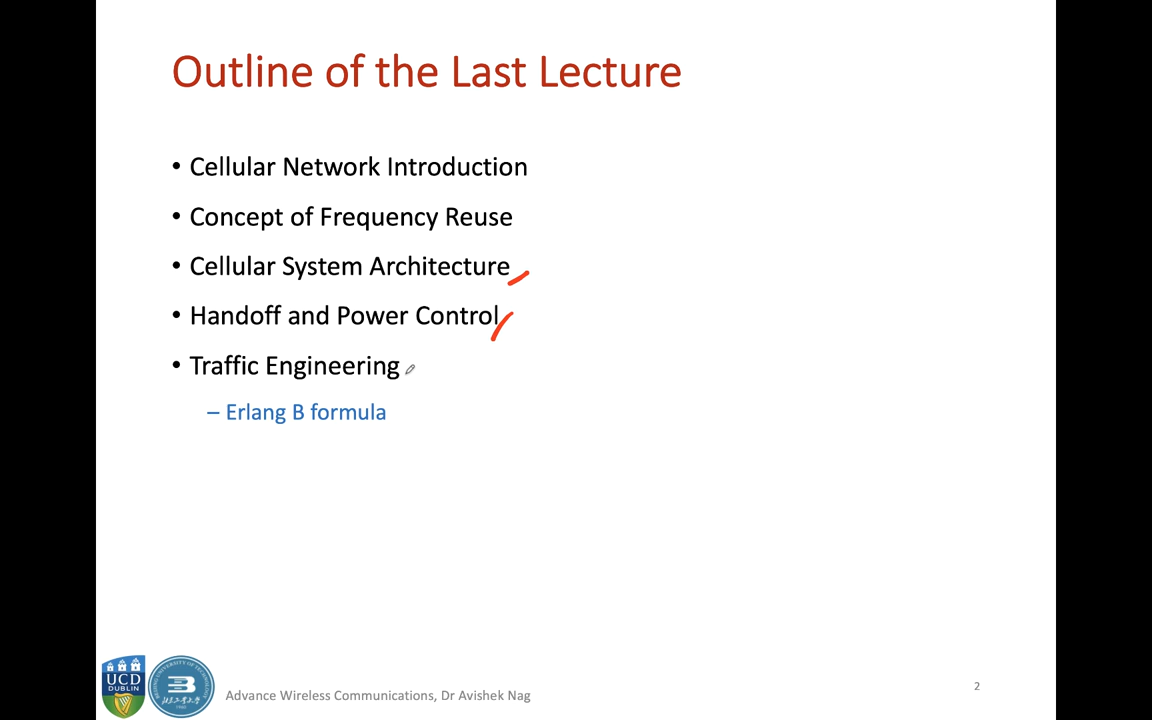 Outline of the Last Lecture
• Cellular Network Introduction
• Concept of Frequency Reuse
• Cellular System Architecture
• Handoff and Power Control
• Traffic Engineering
– Erlang B formula
UCD
DUBLIN
Advance Wireless Communications, Dr Avishek Nag
2